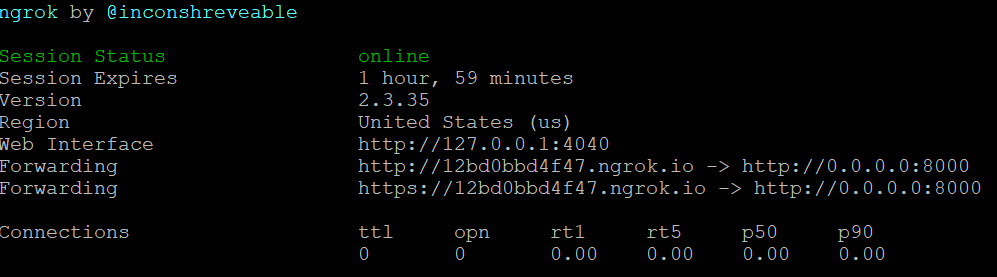 ngrok by @inconshreveable
Session Status online
Session Expires 1 hour, 59 minutes
Version 2.3.35
Region United States (us)
Web Interface http://127.0.0.1:4040
Forwarding http://12bd0bbd4f47.ngrok.io -> http://0.0.0.0:8000
Forwarding https://12bd0bbd4f47.ngrok.io -> http://0.0.0.0:8000
Connections ttl opn rt1 rt5 p50 p90
0 0 0.00 0.00 0.00 0.00